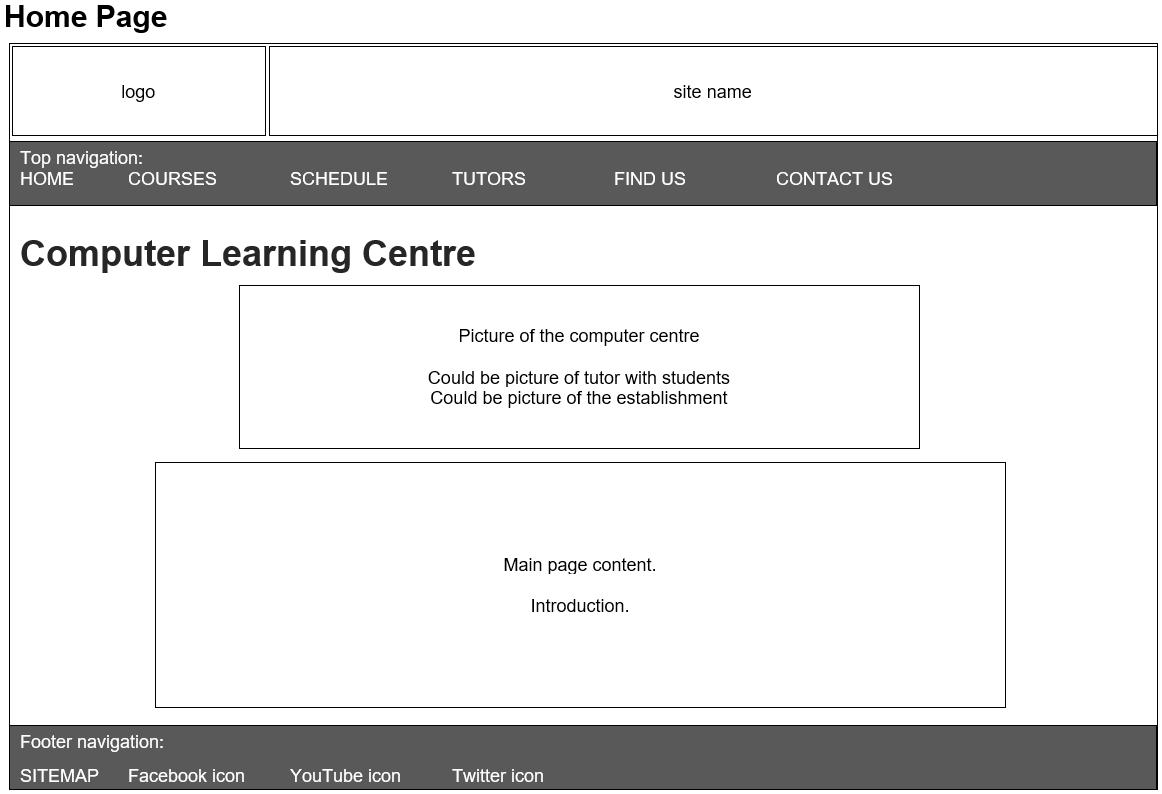 Home Page
logo
site name
Top navigation:
HOME COURSES SCHEDULE TUTORS FIND US CONTACT US
Computer Learning Centre
Picture of the computer centre
Could be picture of tutor with students
Could be picture of the establishment
Main page content.
Introduction.
Footer navigation:
SITEMAP Facebook icon YouTube icon Twitter icon